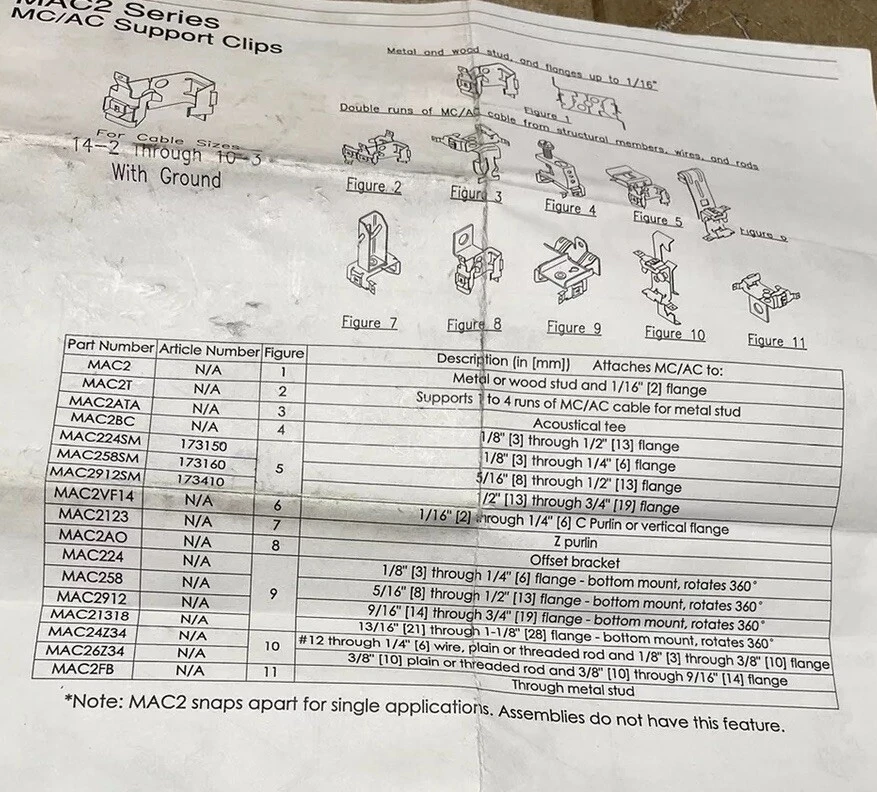 MAC2 Series
MC/AC Support Clips
For Cable Sizes
14-2 Through 10-3
With Ground
Metal and wood stud, and flanges up to 1/16"
Figure 1
Double runs of MC/AC cable from structural members, wires, and rods
Figure 2
Figure 3
Figure 4
Figure 5
Figure 6
Figure 7
Figure 8
Figure 9
Figure 10
Figure 11
Part Number Article Number Figure Description (in [mm]) Attaches MC/AC to:
MAC2 N/A 1 Metal or wood stud and 1/16" [2] flange
MAC2T N/A 2 Supports 1 to 4 runs of MC/AC cable for metal stud
MAC2ATA N/A 3 Acoustical tee
MAC2BC N/A 4 1/8" [3] through 1/2" [13] flange
MAC224SM 173150 5 1/8" [3] through 1/4" [6] flange
MAC258SM 173160 5/16" [8] through 1/2" [13] flange
MAC2912SM 173410 1/2" [13] through 3/4" [19] flange
MAC2VF14 N/A 6 1/16" [2] through 1/4" [6] C Purlin or vertical flange
MAC2123 N/A 7 Z purlin
MAC2AO N/A 8 Offset bracket
MAC224 N/A 9 1/8" [3] through 1/4" [6] flange - bottom mount, rotates 360°
MAC258 N/A 5/16" [8] through 1/2" [13] flange - bottom mount, rotates 360°
MAC2912 N/A 9/16" [14] through 3/4" [19] flange - bottom mount, rotates 360°
MAC21318 N/A 13/16" [21] through 1-1/8" [28] flange - bottom mount, rotates 360°
MAC24Z34 N/A 10 #12 through 1/4" [6] wire, plain or threaded rod and 1/8" [3] through 3/8" [10] flange
MAC26Z34 N/A 3/8" [10] plain or threaded rod and 3/8" [10] through 9/16" [14] flange
MAC2FB N/A 11 Through metal stud
*Note: MAC2 snaps apart for single applications. Assemblies do not have this feature.